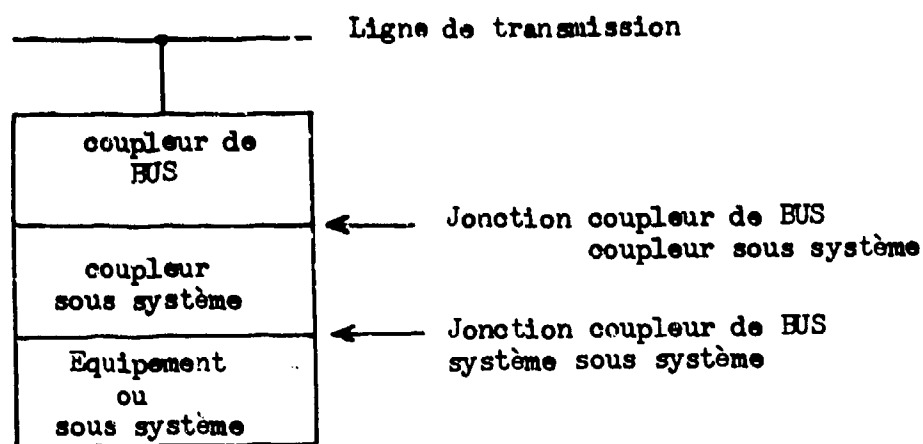 Ligne de transmission
coupleur de
BUS
Jonction coupleur de BUS
coupleur sous système
coupleur
sous système
Jonction coupleur de BUS
système sous système
Equipement
ou
sous système